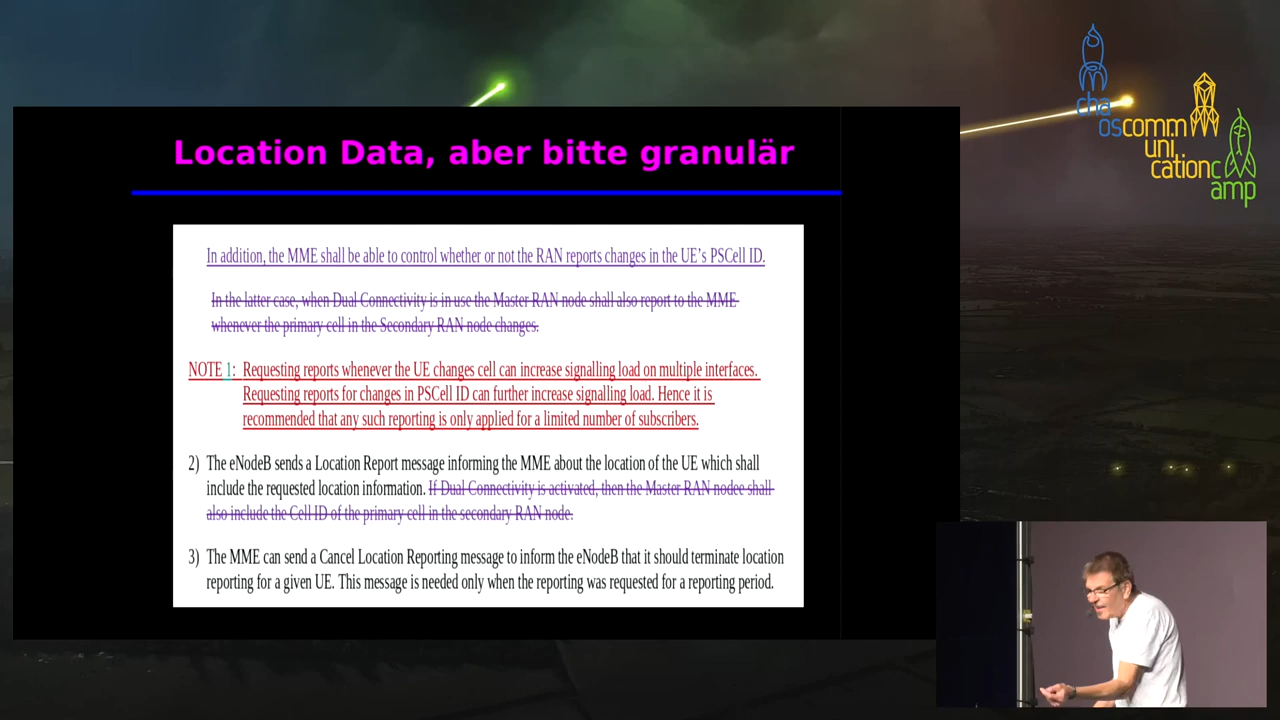 chaoscommunicationcamp
Location Data, aber bitte granulär
In addition, the MME shall be able to control whether or not the RAN reports changes in the UE's PSCell ID.
In the latter case, when Dual Connectivity is in use the Master RAN node shall also report to the MME
whenever the primary cell in the Secondary RAN node changes.
NOTE 1: Requesting reports whenever the UE changes cell can increase signalling load on multiple interfaces.
Requesting reports for changes in PSCell ID can further increase signalling load. Hence it is
recommended that any such reporting is only applied for a limited number of subscribers.
2) The eNodeB sends a Location Report message informing the MME about the location of the UE which shall
include the requested location information. If Dual Connectivity is activated, then the Master RAN nodee shall
also include the Cell ID of the primary cell in the secondary RAN node.
3) The MME can send a Cancel Location Reporting message to inform the eNodeB that it should terminate location
reporting for a given UE. This message is needed only when the reporting was requested for a reporting period.